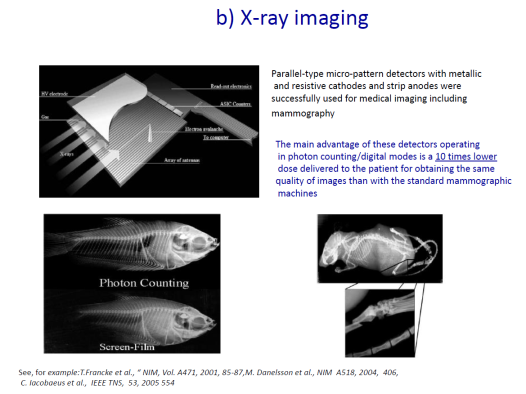 b) X-ray imaging
HV electrode
Gas
X-rays
Read-out electronics
ASIC Counters
Electron avalanche
To computer
Array of antennas
Parallel-type micro-pattern detectors with metallic
and resistive cathodes and strip anodes were
successfully used for medical imaging including
mammography
The main advantage of these detectors operating
in photon counting/digital modes is a 10 times lower
dose delivered to the patient for obtaining the same
quality of images than with the standard mammographic
machines
Photon Counting
Screen-Film
See, for example:T.Francke et al., " NIM, Vol. A471, 2001, 85-87,M. Danelsson et al., NIM A518, 2004, 406,
C. Iacobaeus et al., IEEE TNS, 53, 2005 554